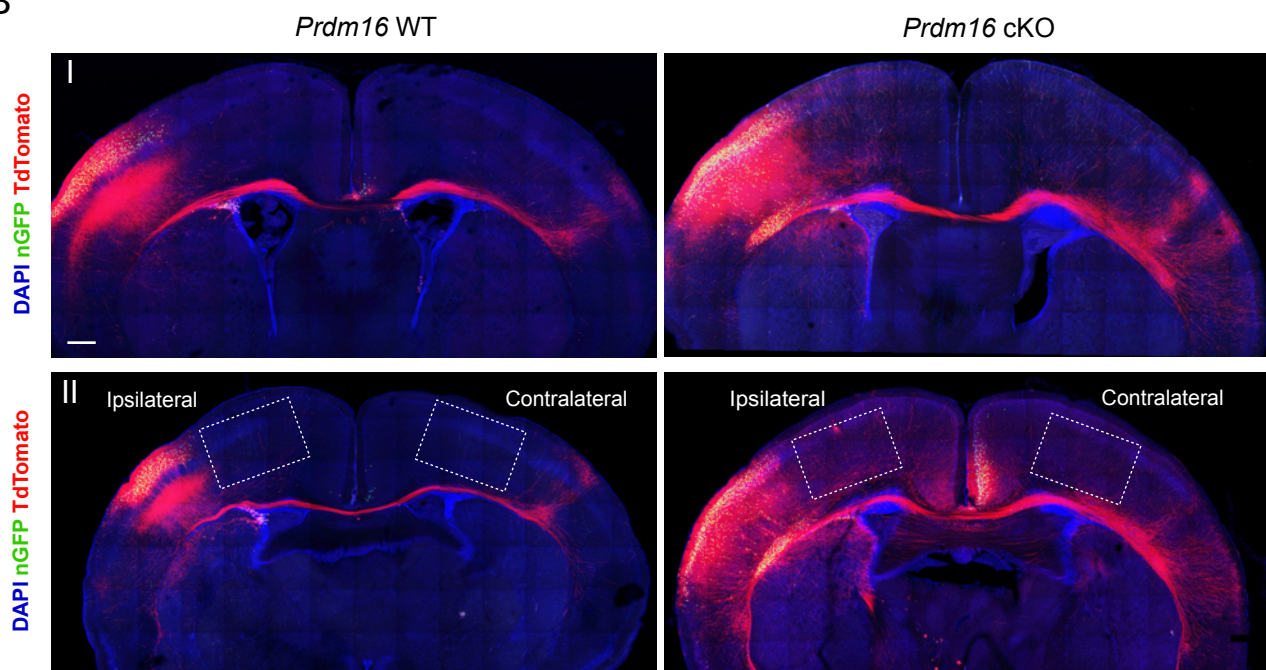 Prdm16 WT
Prdm16 cKO
DAPI nGFP TdTomato
I
DAPI nGFP TdTomato
II
Ipsilateral
Contralateral
Ipsilateral
Contralateral